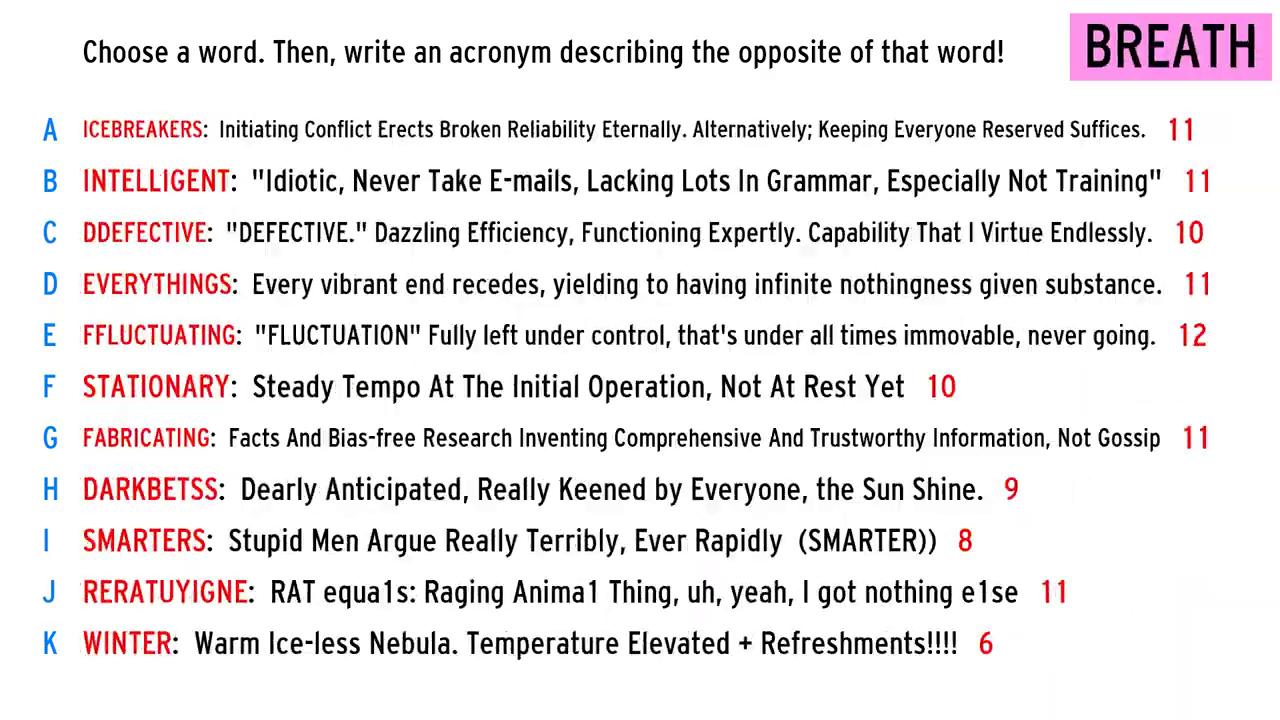 Choose a word. Then, write an acronym describing the opposite of that word!
BREATH
A ICEBREAKERS: Initiating Conflict Erects Broken Reliability Eternally. Alternatively; Keeping Everyone Reserved Suffices. 11
B INTELLIGENT: "Idiotic, Never Take E-mails, Lacking Lots In Grammar, Especially Not Training" 11
C DDEFECTIVE: "DEFECTIVE." Dazzling Efficiency, Functioning Expertly. Capability That I Virtue Endlessly. 10
D EVERYTHINGS: Every vibrant end recedes, yielding to having infinite nothingness given substance. 11
E FFLUCTUATING: "FLUCTUATION" Fully left under control, that's under all times immovable, never going. 12
F STATIONARY: Steady Tempo At The Initial Operation, Not At Rest Yet 10
G FABRICATING: Facts And Bias-free Research Inventing Comprehensive And Trustworthy Information, Not Gossip 11
H DARKBETSS: Dearly Anticipated, Really Keened by Everyone, the Sun Shine. 9
I SMARTERS: Stupid Men Argue Really Terribly, Ever Rapidly (SMARTER)) 8
J RERATUYIGNE: RAT equa1s: Raging Anima1 Thing, uh, yeah, I got nothing e1se 11
K WINTER: Warm Ice-less Nebula. Temperature Elevated + Refreshments!!!! 6